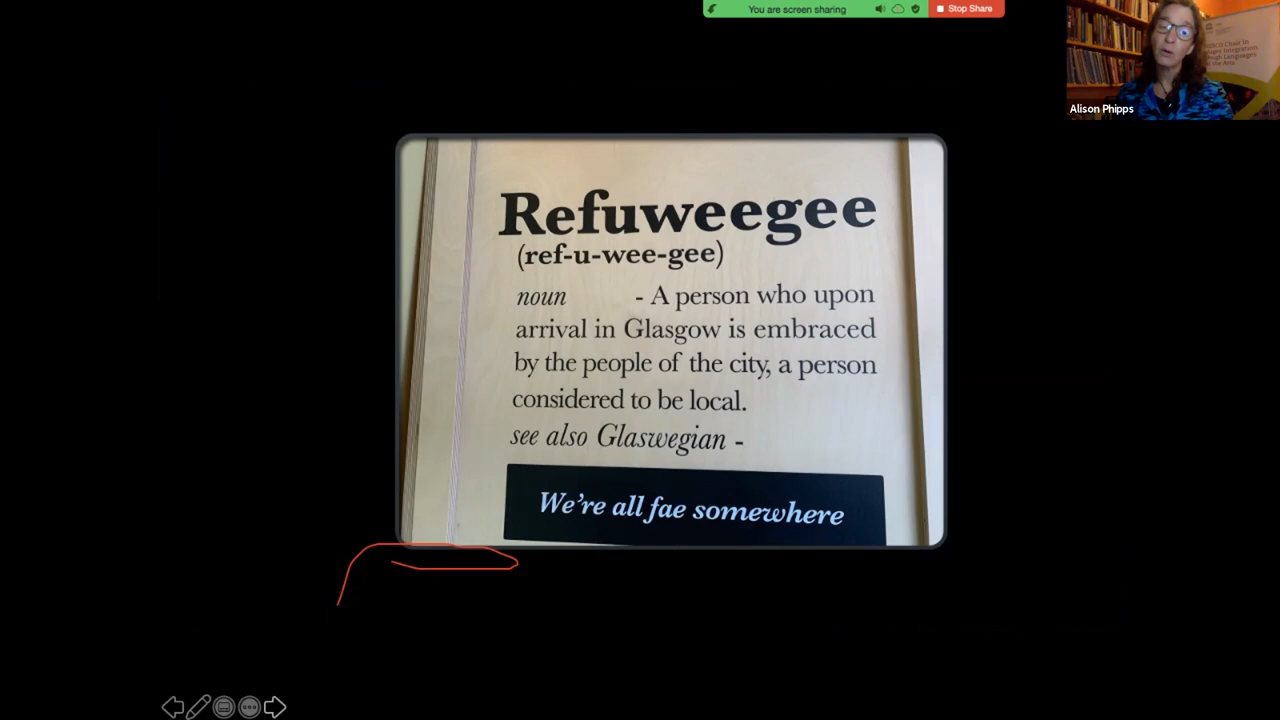 You are screen sharing
Stop Share
Alison Phipps
Refuweegee
(ref-u-wee-gee)
noun - A person who upon
arrival in Glasgow is embraced
by the people of the city, a person
considered to be local.
see also Glaswegian -
We're all fae somewhere